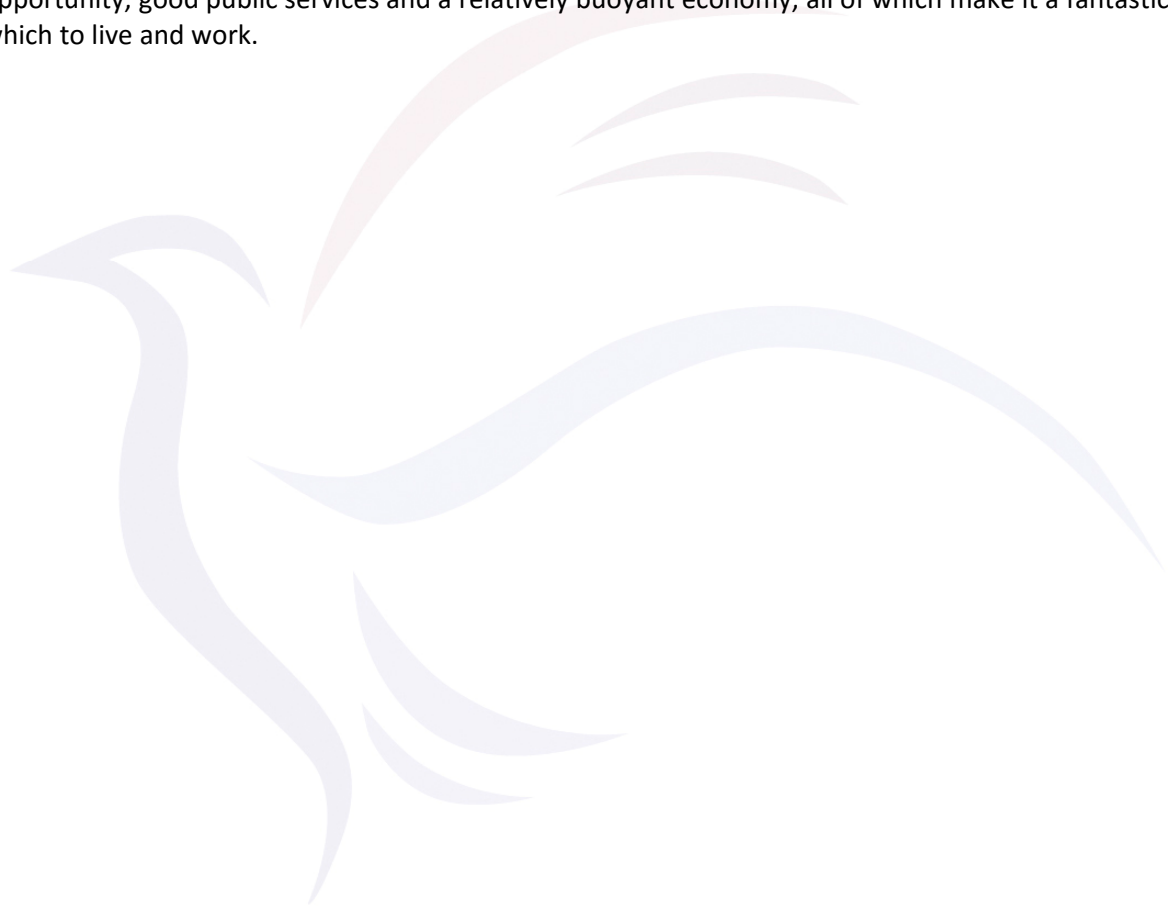 opportunity, good public services and a relatively buoyant economy, all of which make it a fantastic
which to live and work.